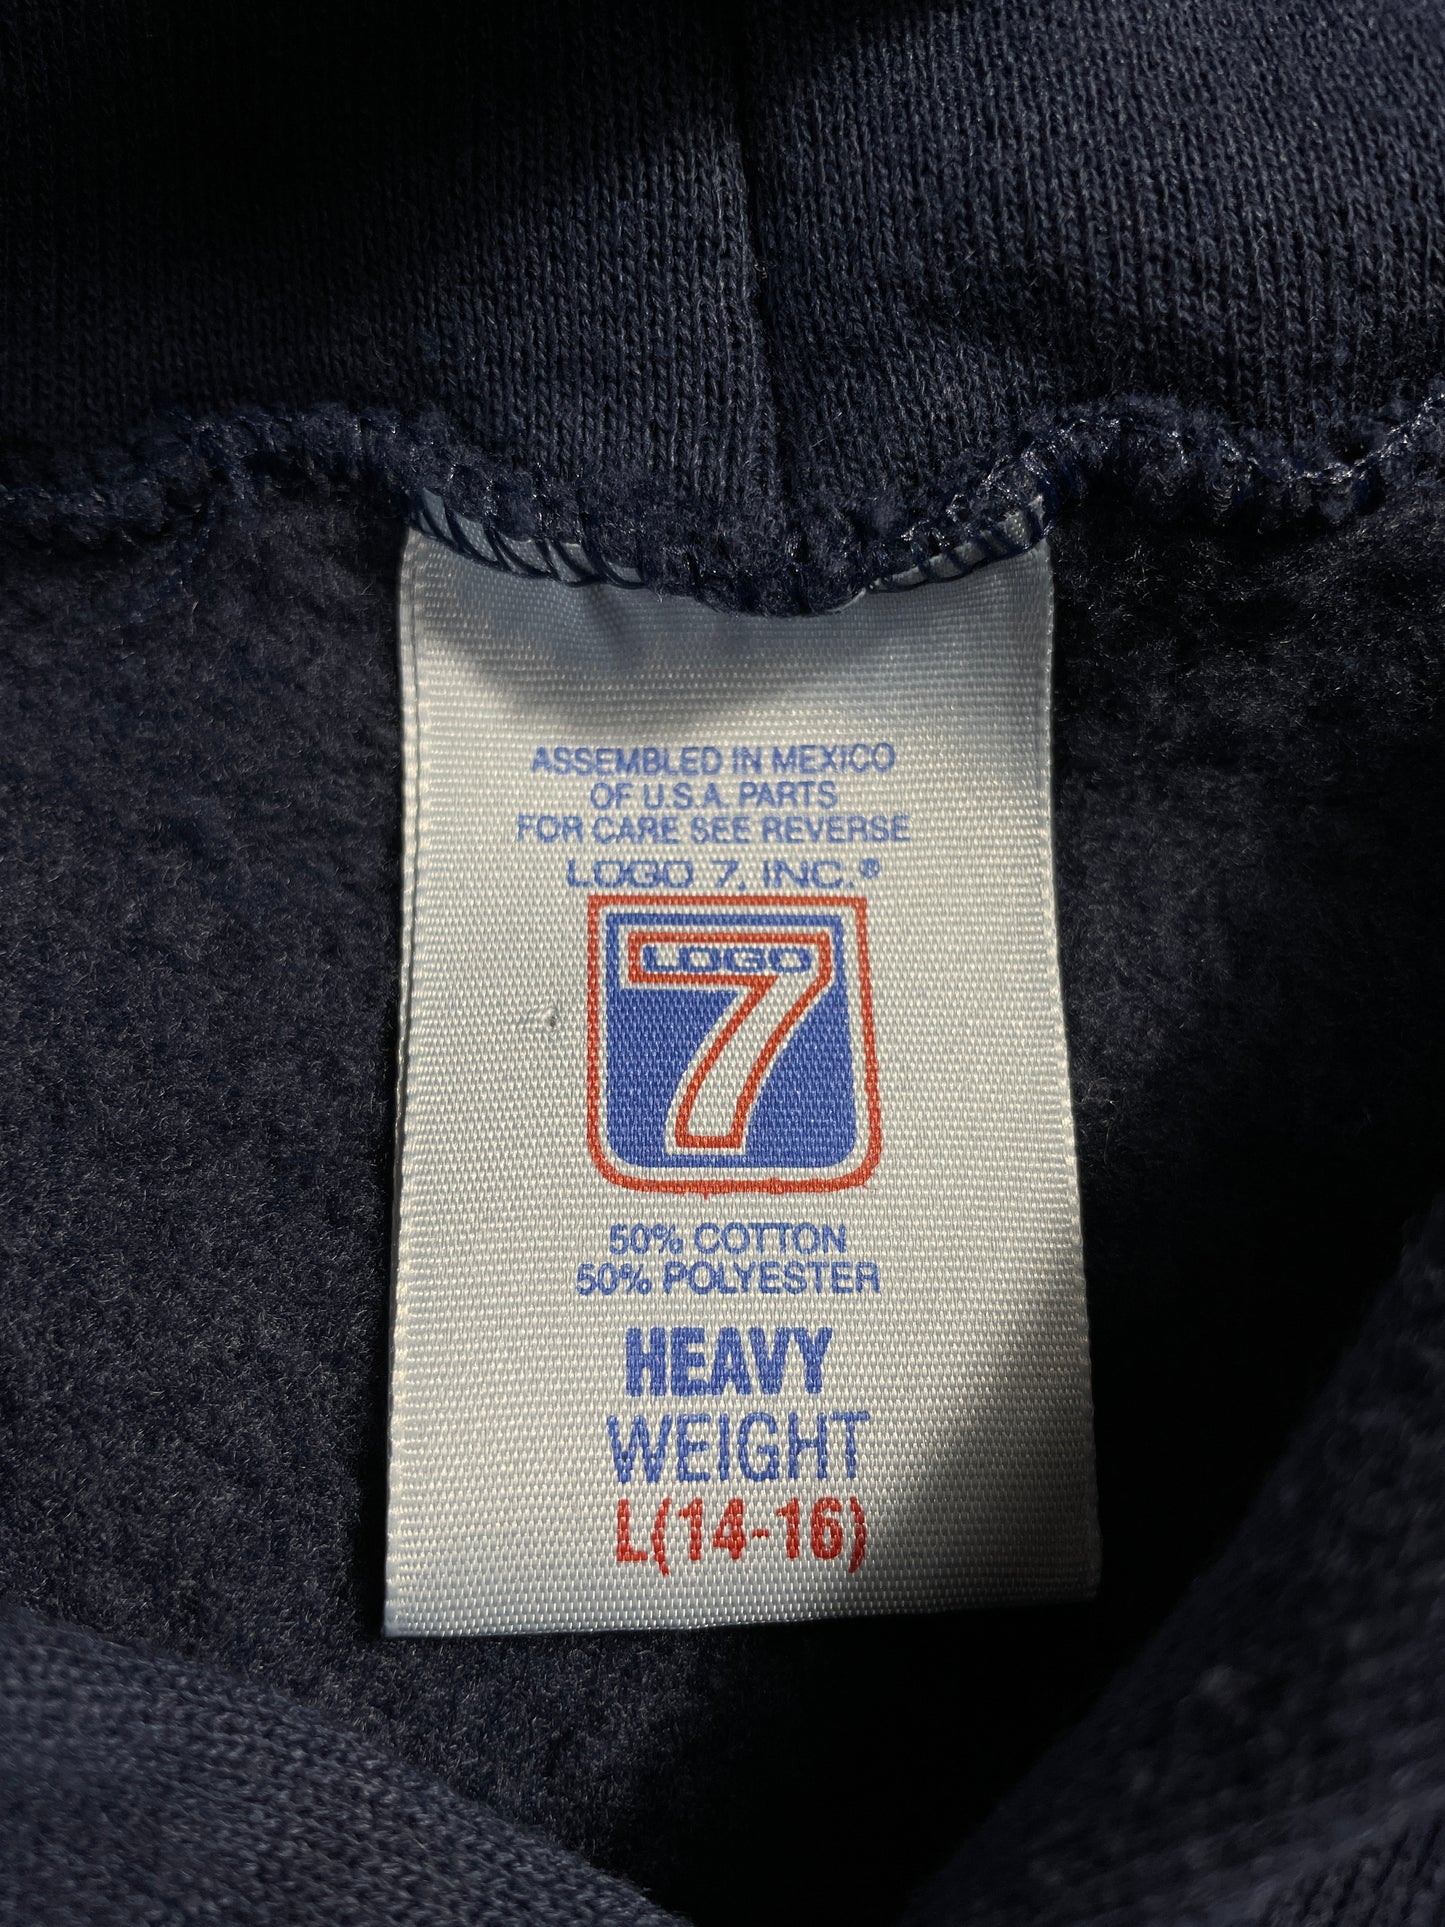 ASSEMBLED IN MEXICO
OF U.S.A. PARTS
FOR CARE SEE REVERSE
LOGO 7, INC.®
LOGO
7
50% COTTON
50% POLYESTER
HEAVY
WEIGHT
L(14-16)